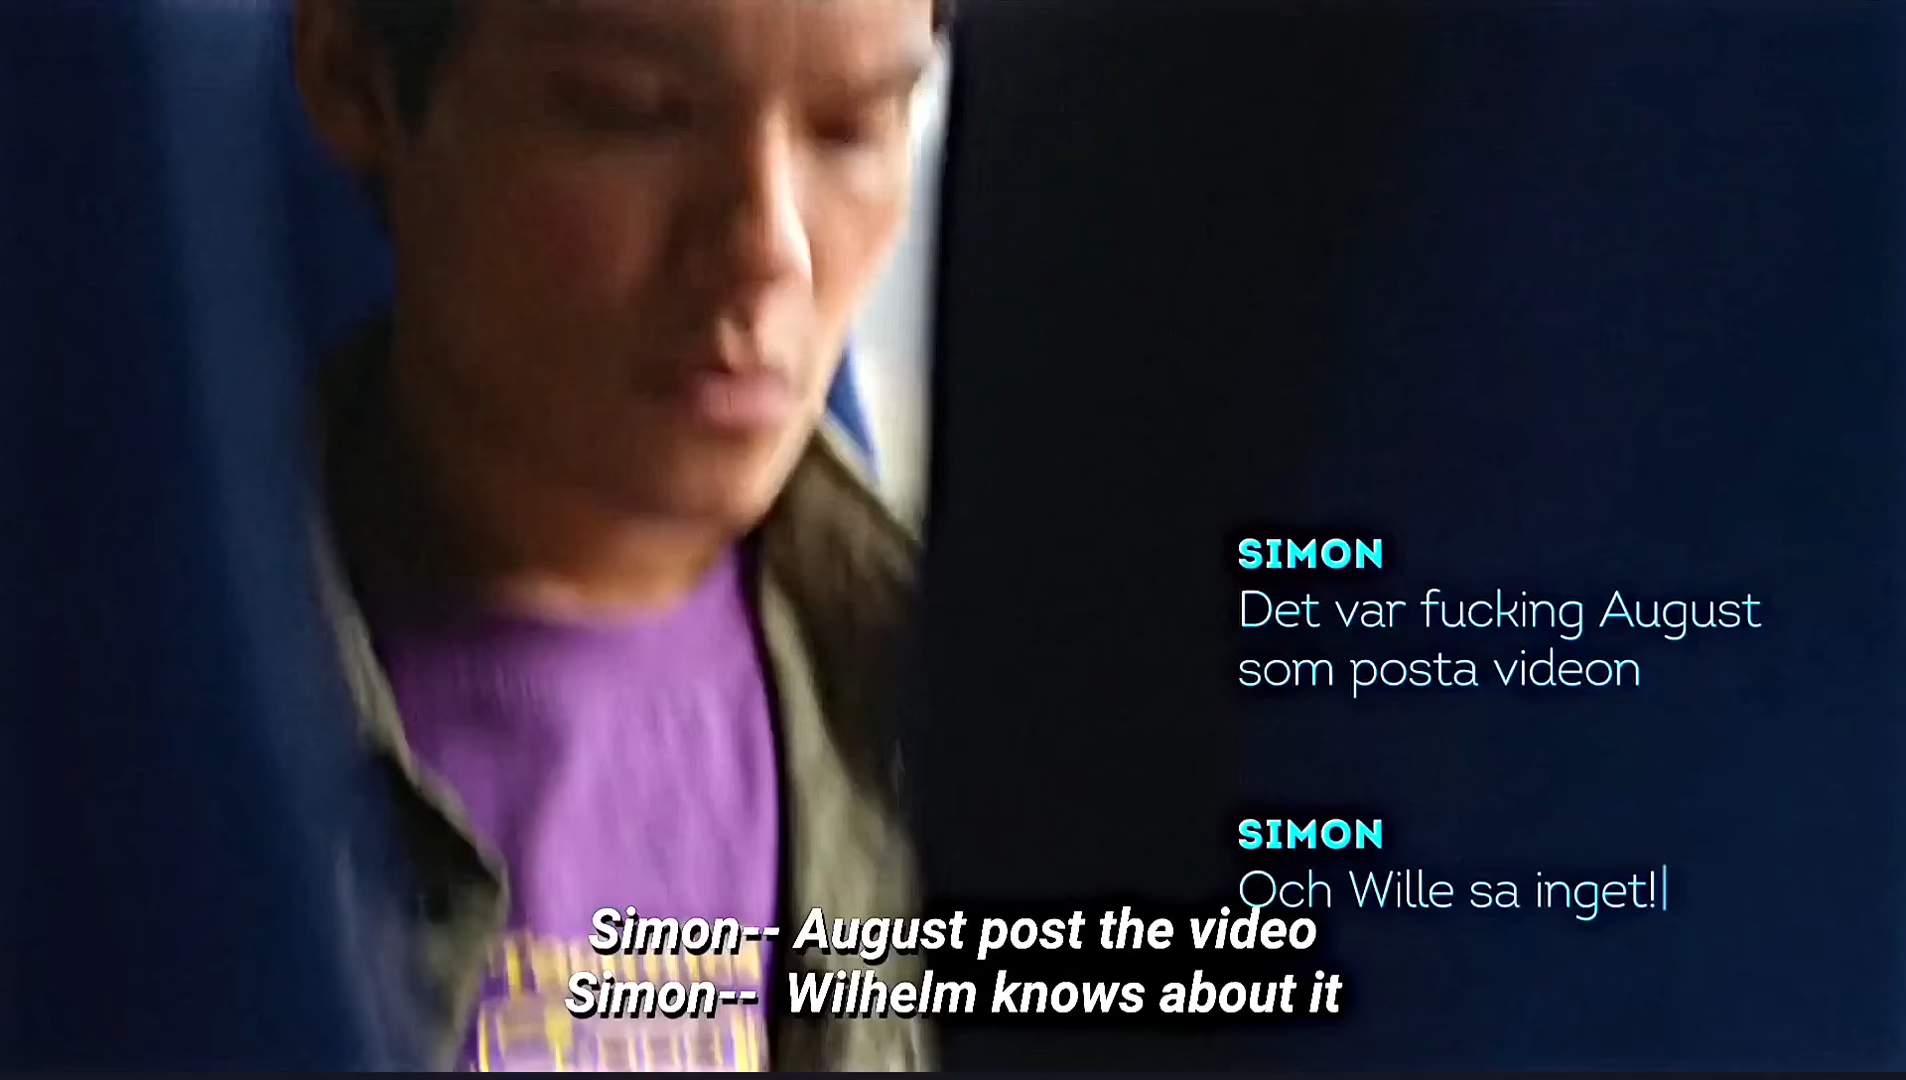 SIMON
Det var fucking August
som posta videon
SIMON
Och Wille sa inget!|
Simon-- August post the video
Simon-- Wilhelm knows about it